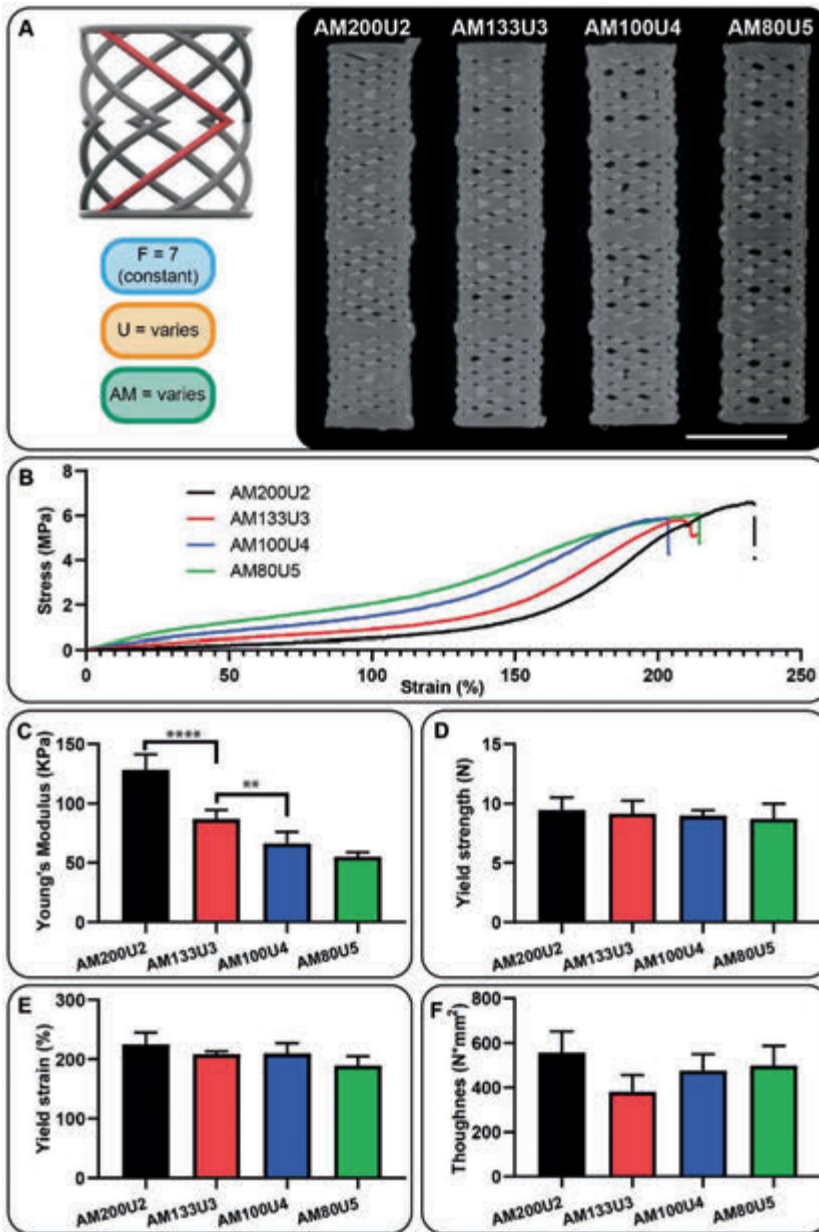 A
AM200U2 AM133U3 AM100U4 AM80U5
F = 7
(constant)
U = varies
AM = varies
B
Stress (MPa)
8
6
4
2
0
AM200U2
AM133U3
AM100U4
AM80U5
0 50 100 150 200 250
Strain (%)
C
Young's Modulus (KPa)
150
100
50
0
****
**
AM200U2 AM133U3 AM100U4 AM80U5
D
Yield strength (N)
15
10
5
0
AM200U2 AM133U3 AM100U4 AM80U5
E
Yield strain (%)
300
200
100
0
AM200U2 AM133U3 AM100U4 AM80U5
F
Thoughnes (N*mm²)
800
600
400
200
0
AM200U2 AM133U3 AM100U4 AM80U5